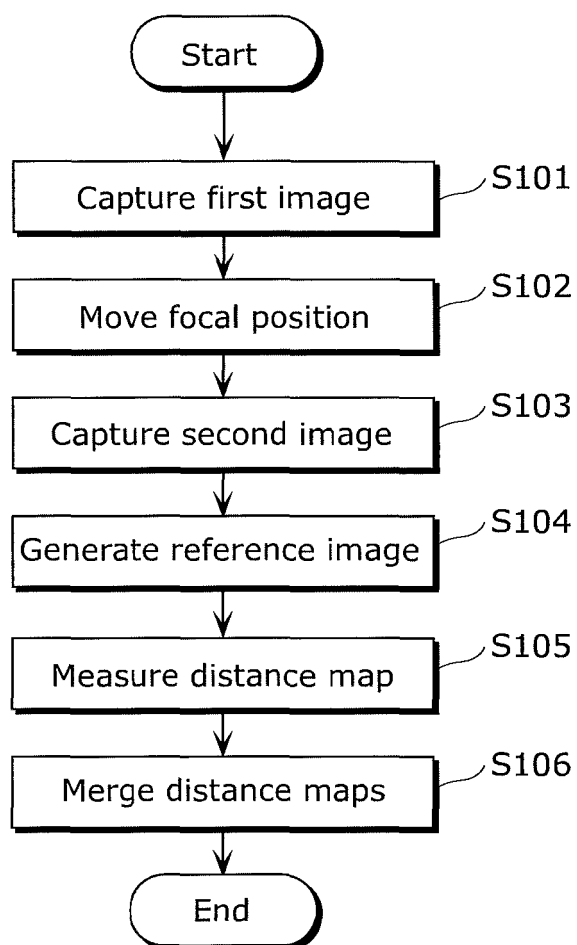 Start
Capture first image
S101
Move focal position
S102
Capture second image
S103
Generate reference image
S104
Measure distance map
S105
Merge distance maps
S106
End